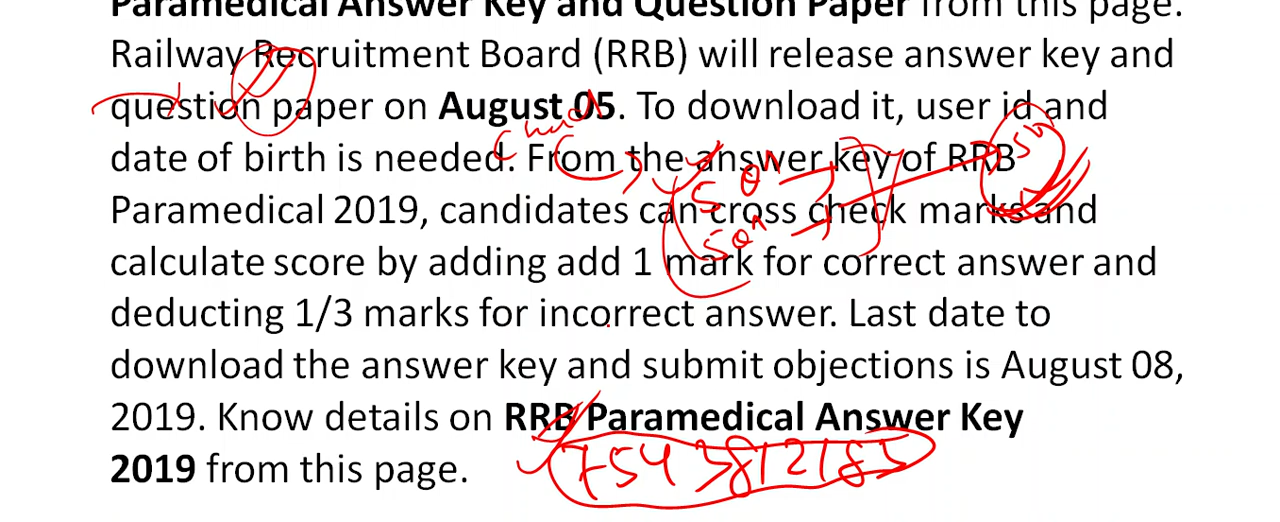 Paramedical Answer Key and Question Paper from this page.
Railway Recruitment Board (RRB) will release answer key and
question paper on August 05. To download it, user id and
date of birth is needed. From the answer key of RRB
Paramedical 2019, candidates can cross check marks and
calculate score by adding add 1 mark for correct answer and
deducting 1/3 marks for incorrect answer. Last date to
download the answer key and submit objections is August 08,
2019. Know details on RRB Paramedical Answer Key
2019 from this page.